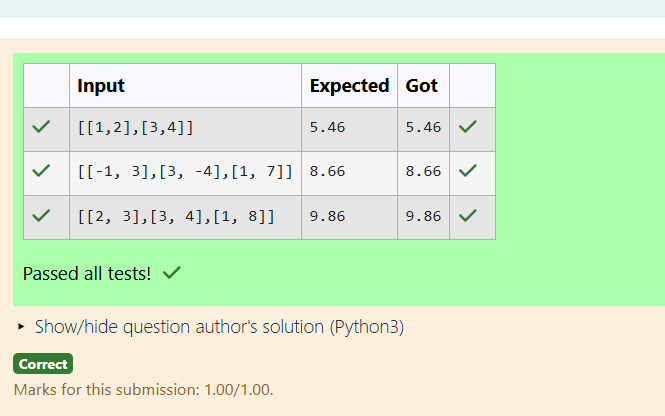 Input Expected Got
[[1,2],[3,4]] 5.46 5.46
[[-1, 3],[3, -4],[1, 7]] 8.66 8.66
[[2, 3],[3, 4],[1, 8]] 9.86 9.86
Passed all tests!
Show/hide question author's solution (Python3)
Correct
Marks for this submission: 1.00/1.00.